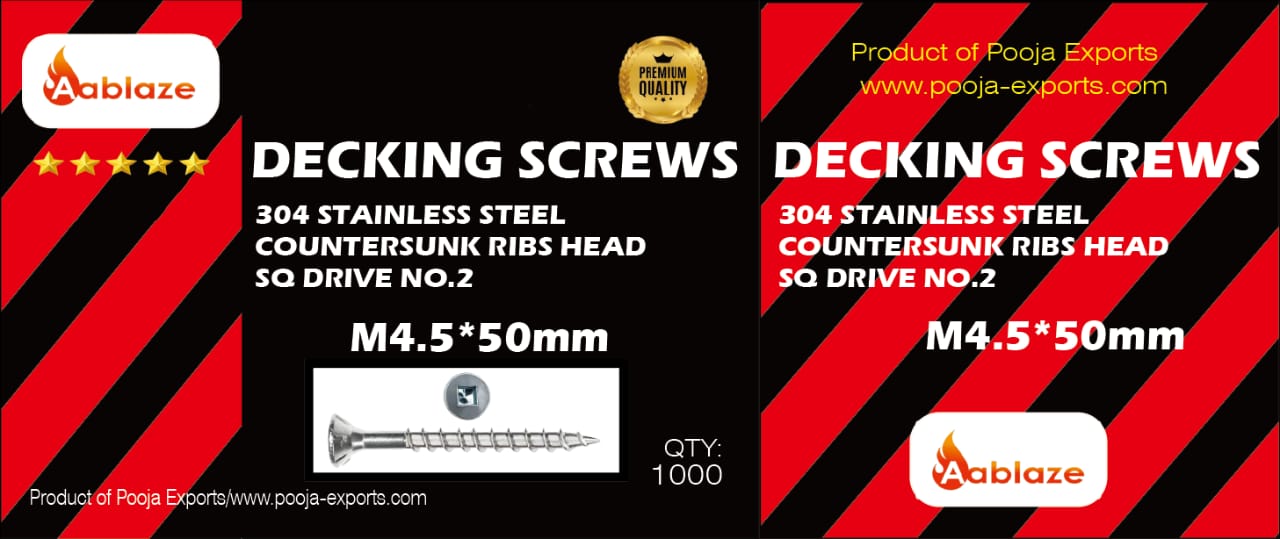 Aablaze
PREMIUM
QUALITY
DECKING SCREWS
304 STAINLESS STEEL
COUNTERSUNK RIBS HEAD
SQ DRIVE NO.2
M4.5*50mm
QTY:
1000
Product of Pooja Exports/www.pooja-exports.com
Product of Pooja Exports
www.pooja-exports.com
DECKING SCREWS
304 STAINLESS STEEL
COUNTERSUNK RIBS HEAD
SQ DRIVE NO.2
M4.5*50mm
Aablaze